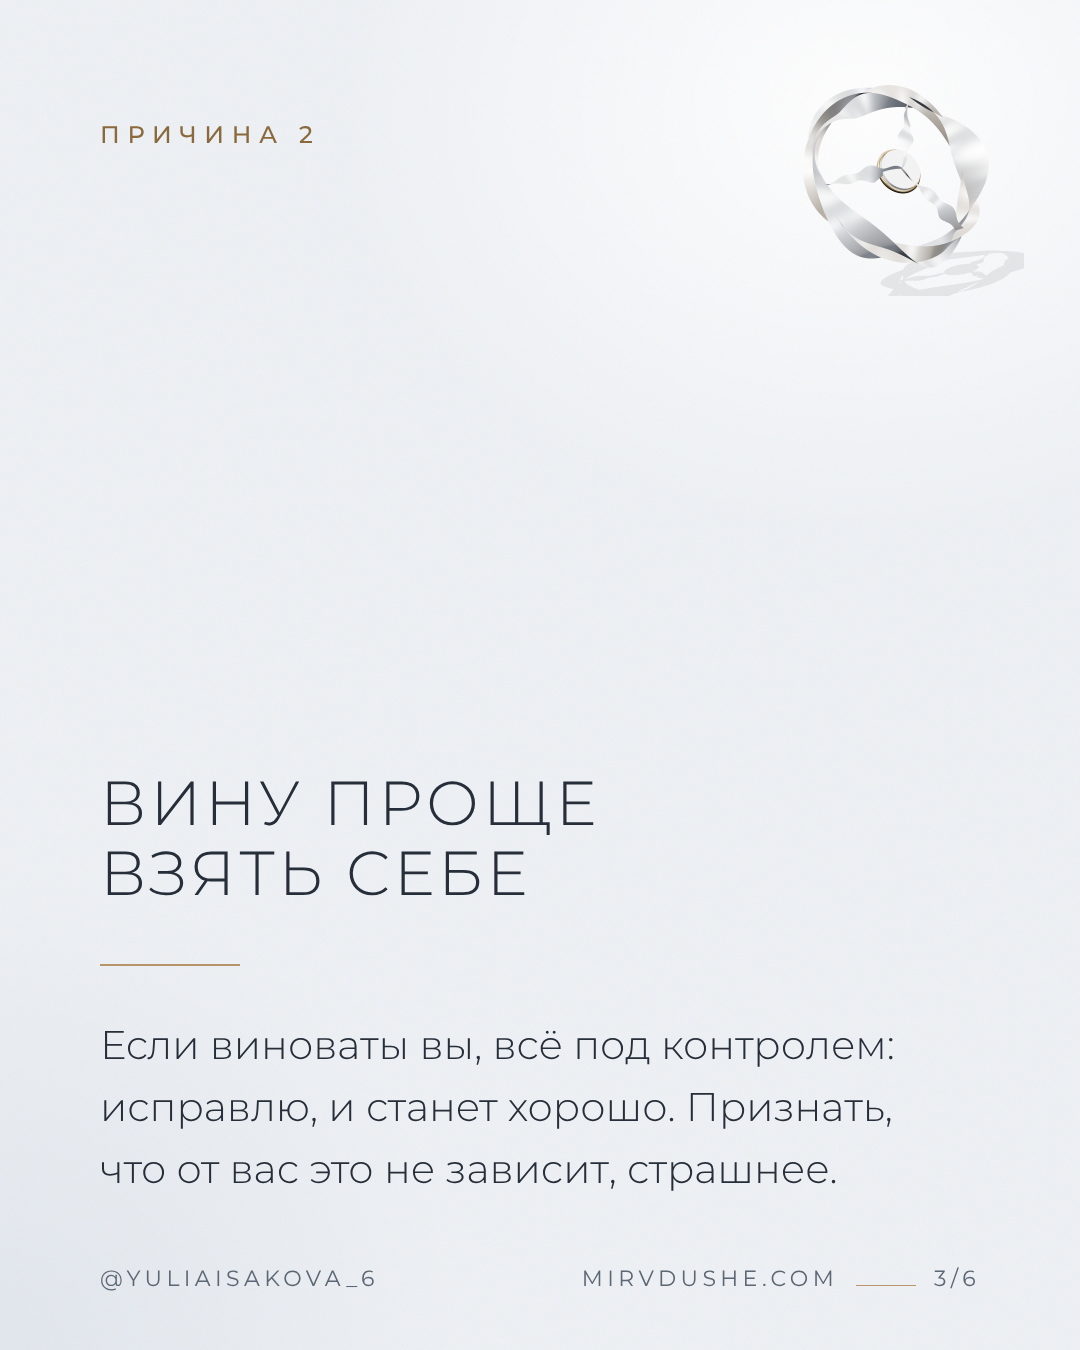 ПРИЧИНА 2
ВИНУ ПРОЩЕ
ВЗЯТЬ СЕБЕ
Если виноваты вы, всё под контролем:
исправлю, и станет хорошо. Признать,
что от вас это не зависит, страшнее.
@YULIAISAKOVA_6
MIRVDUSHE.COM 3/6